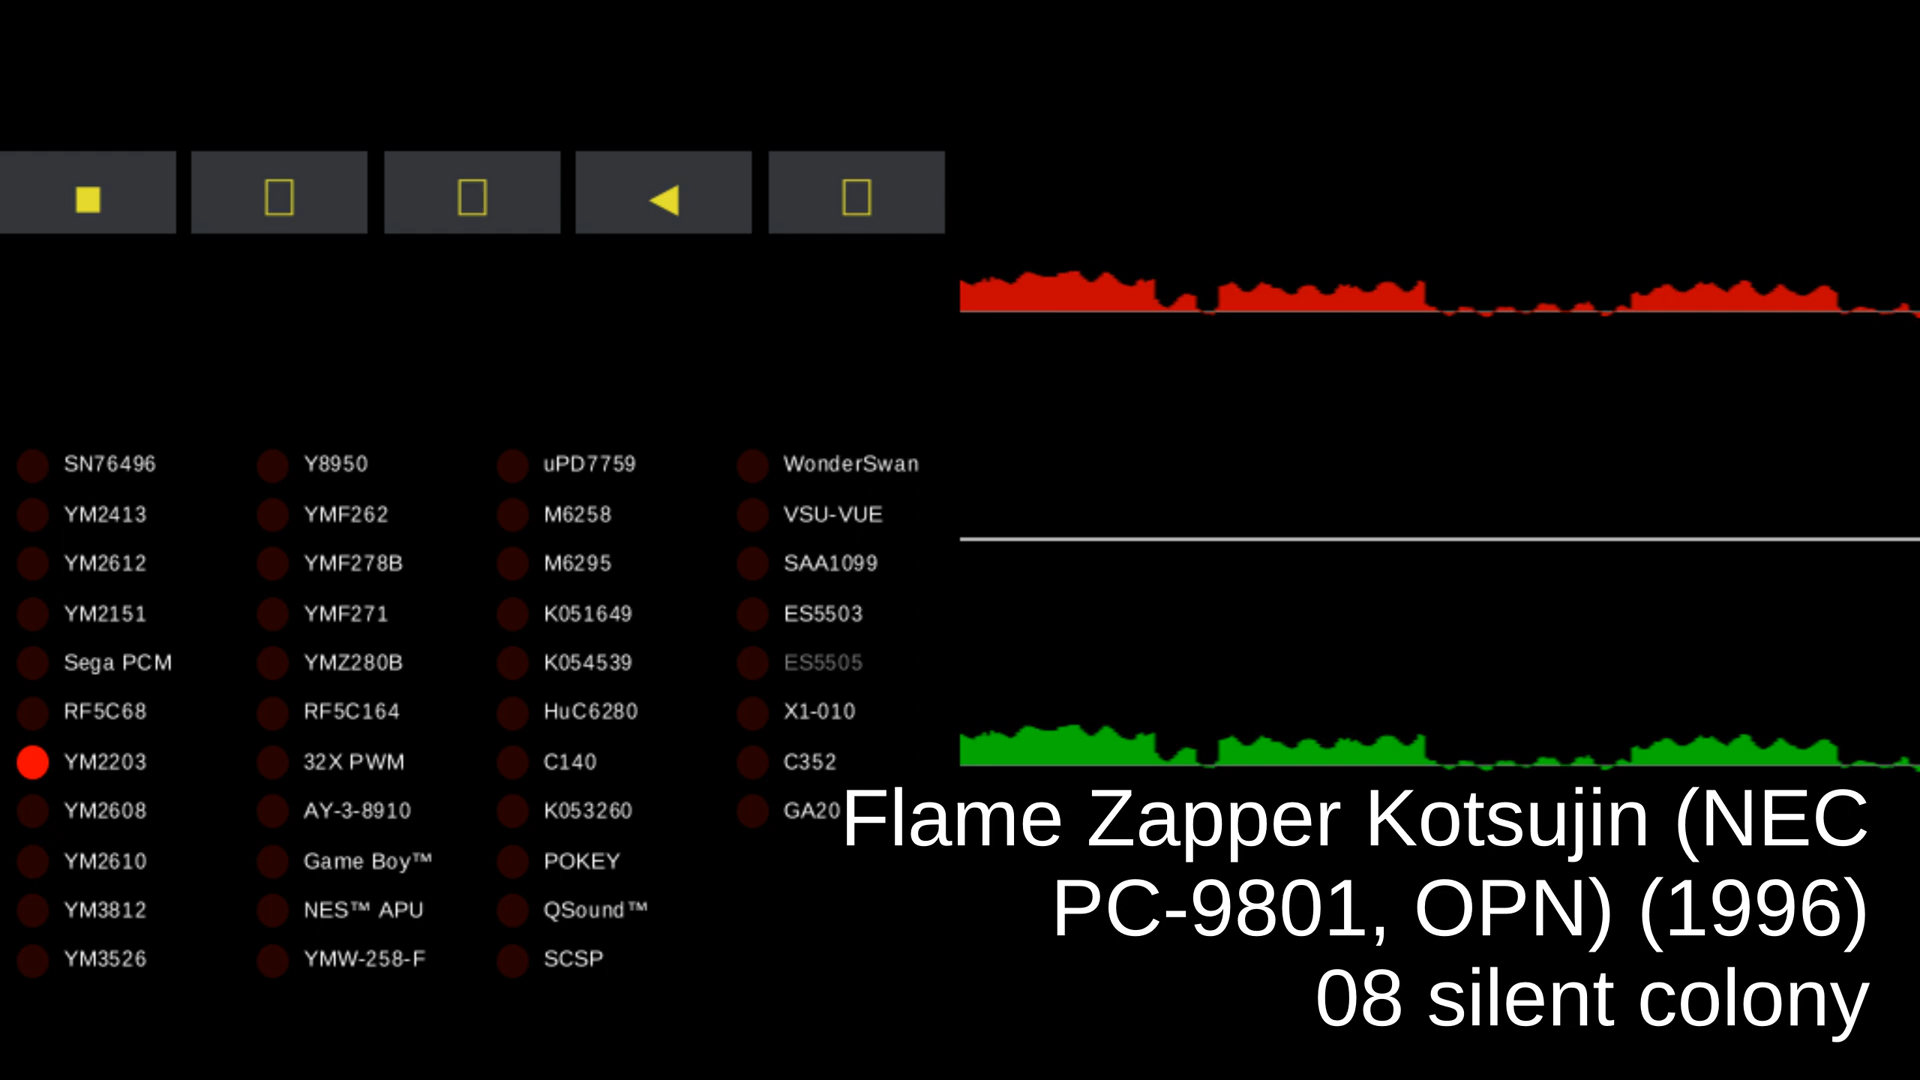 SN76496
YM2413
YM2612
YM2151
Sega PCM
RF5C68
YM2203
YM2608
YM2610
YM3812
YM3526
Y8950
YMF262
YMF278B
YMF271
YMZ280B
RF5C164
32X PWM
AY-3-8910
Game Boy™
NES™ APU
YMW-258-F
uPD7759
M6258
M6295
K051649
K054539
HuC6280
C140
K053260
POKEY
QSound™
SCSP
WonderSwan
VSU-VUE
SAA1099
ES5503
ES5505
X1-010
C352
GA20
Flame Zapper Kotsujin (NEC
PC-9801, OPN) (1996)
08 silent colony